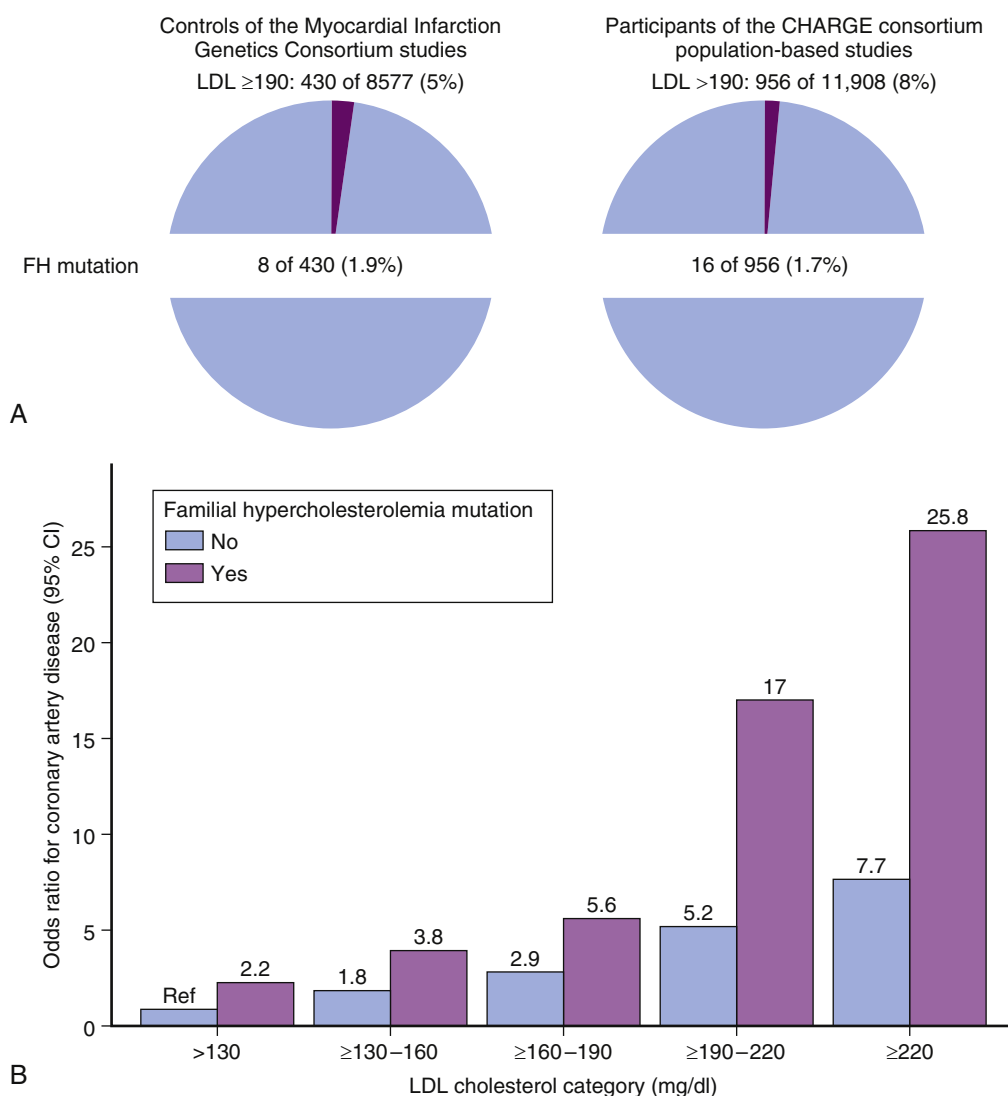 Controls of the Myocardial Infarction
Genetics Consortium studies
LDL ≥190: 430 of 8577 (5%)
Participants of the CHARGE consortium
population-based studies
LDL >190: 956 of 11,908 (8%)
FH mutation
8 of 430 (1.9%)
16 of 956 (1.7%)
A
Odds ratio for coronary artery disease (95% CI)
25
20
15
10
5
0
Familial hypercholesterolemia mutation
No
Yes
Ref
2.2
1.8
3.8
2.9
5.6
5.2
17
7.7
25.8
>130
≥130–160
≥160–190
≥190–220
≥220
LDL cholesterol category (mg/dl)
B